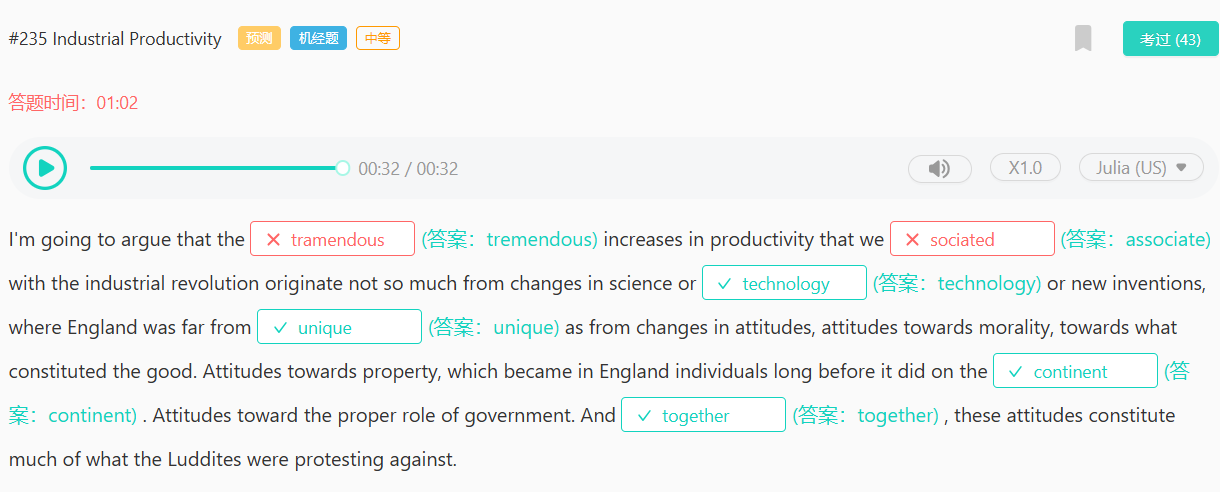 #235 Industrial Productivity 预测 机经题 中等 考过 (43)
答题时间：01:02
00:32 / 00:32 X1.0 Julia (US)
I'm going to argue that the tramendous (答案：tremendous) increases in productivity that we sociated (答案：associate)
with the industrial revolution originate not so much from changes in science or technology (答案：technology) or new inventions,
where England was far from unique (答案：unique) as from changes in attitudes, attitudes towards morality, towards what
constituted the good. Attitudes towards property, which became in England individuals long before it did on the continent (答
案：continent) . Attitudes toward the proper role of government. And together (答案：together) , these attitudes constitute
much of what the Luddites were protesting against.